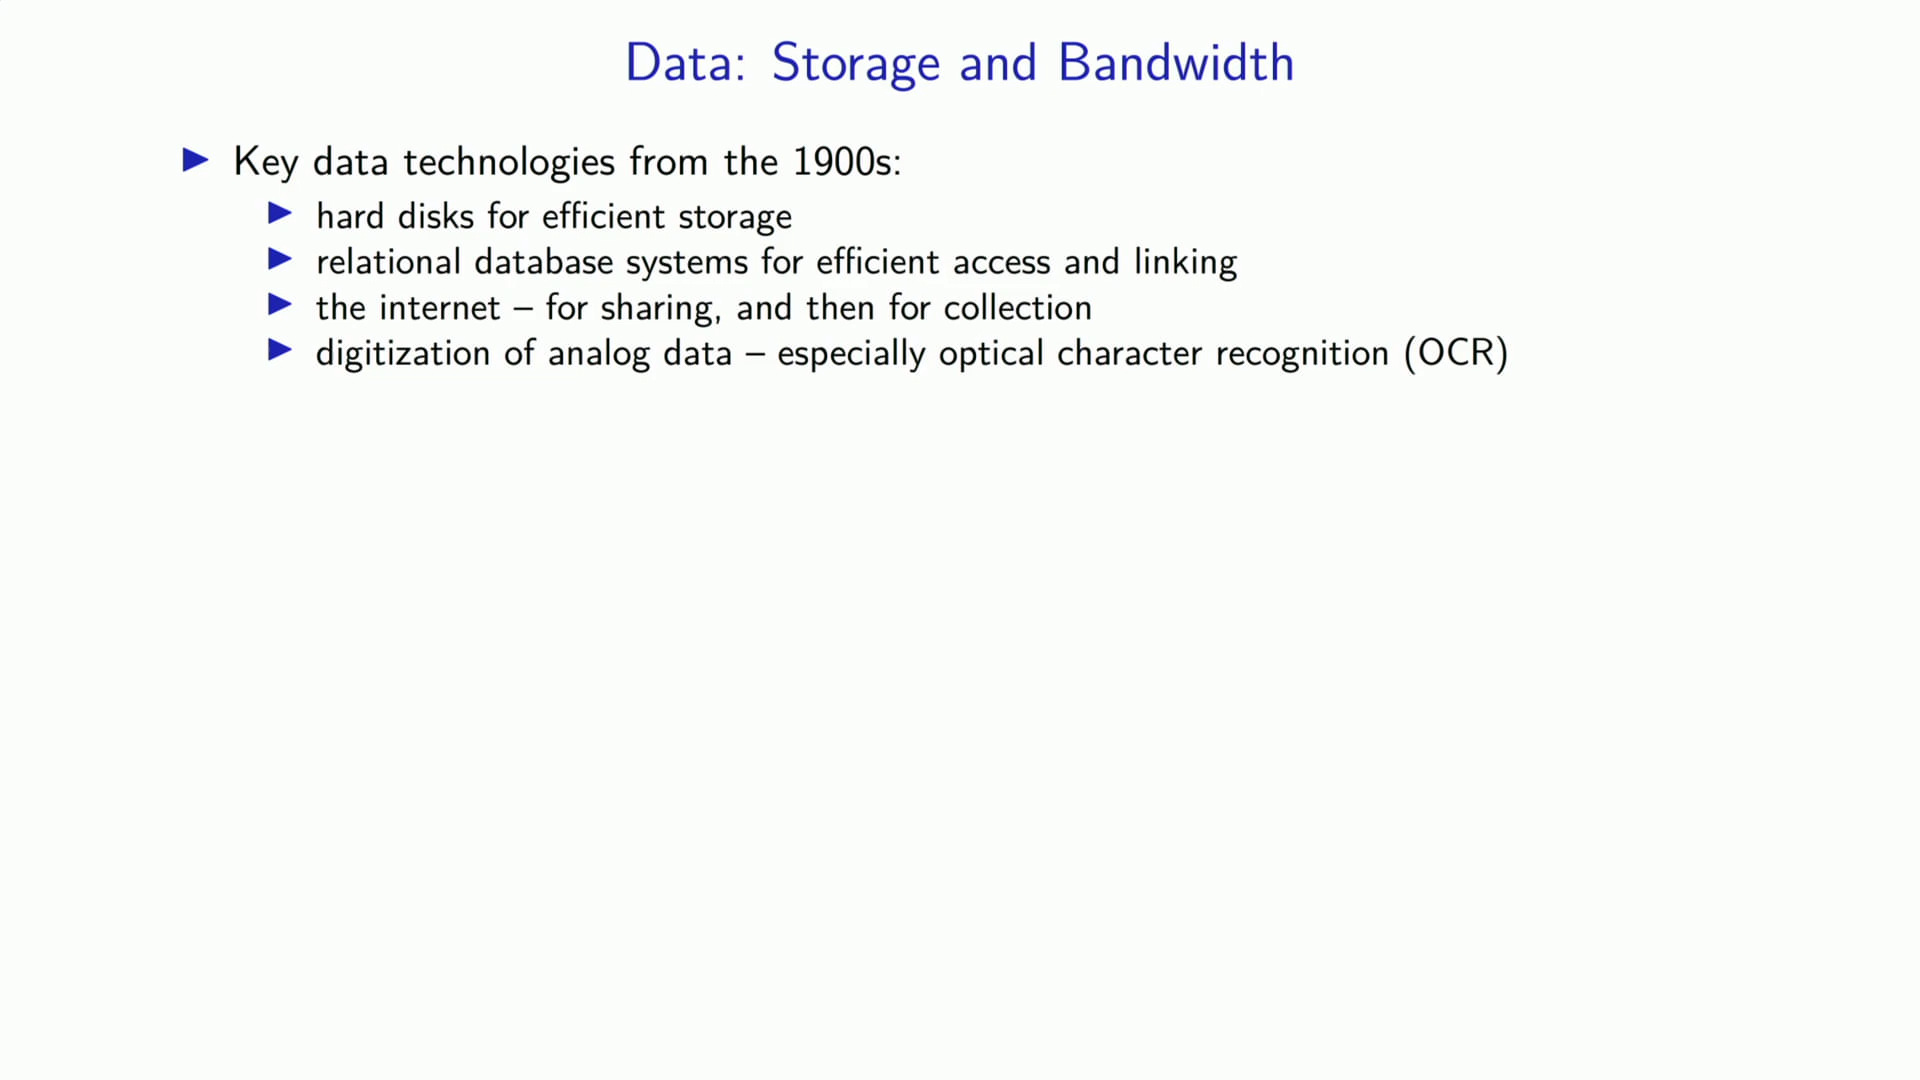 Data: Storage and Bandwidth
Key data technologies from the 1900s:
hard disks for efficient storage
relational database systems for efficient access and linking
the internet – for sharing, and then for collection
digitization of analog data – especially optical character recognition (OCR)